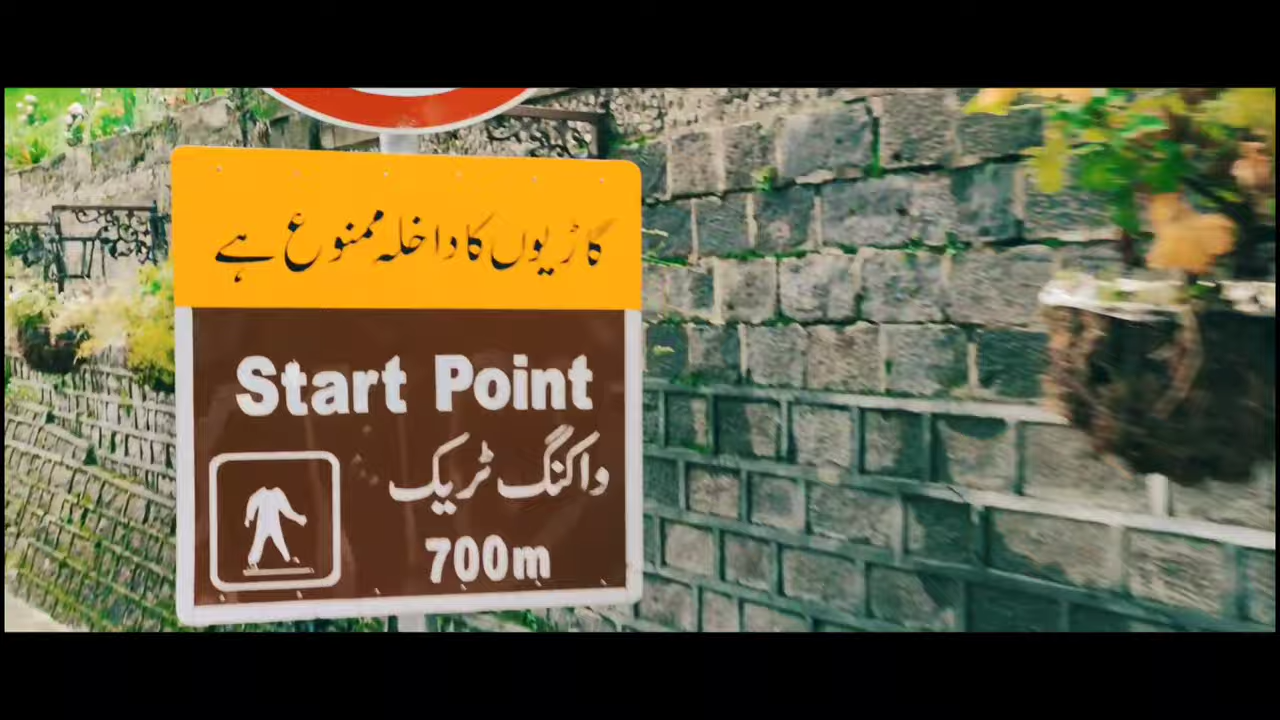 گاڑیوں کا داخلہ ممنوع ہے
Start Point
واکنگ ٹریک
700m